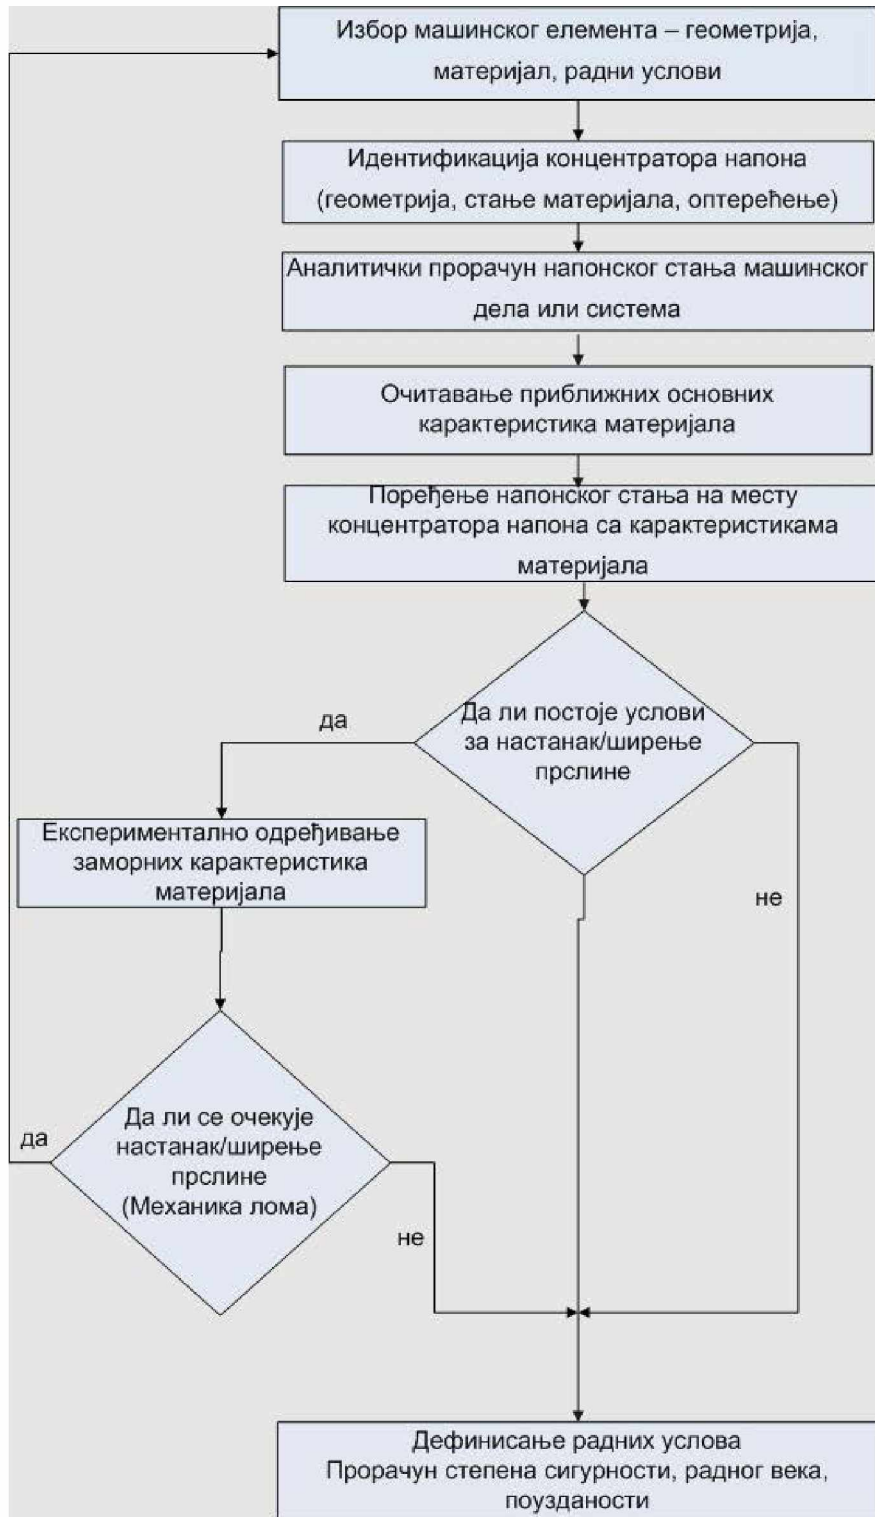 Избор машинског елемента – геометрија,
материјал, радни услови
Идентификација концентратора напона
(геометрија, стање материјала, оптерећење)
Аналитички прорачун напонског стања машинског
дела или система
Очитавање приближних основних
карактеристика материјала
Поређење напонског стања на месту
концентратора напона са карактеристикама
материјала
Да ли постоје услови
за настанак/ширење
прслине
да
не
Експериментално одређивање
заморних карактеристика
материјала
Да ли се очекује
настанак/ширење
прслине
(Механика лома)
да
не
Дефинисање радних услова
Прорачун степена сигурности, радног века,
поузданости